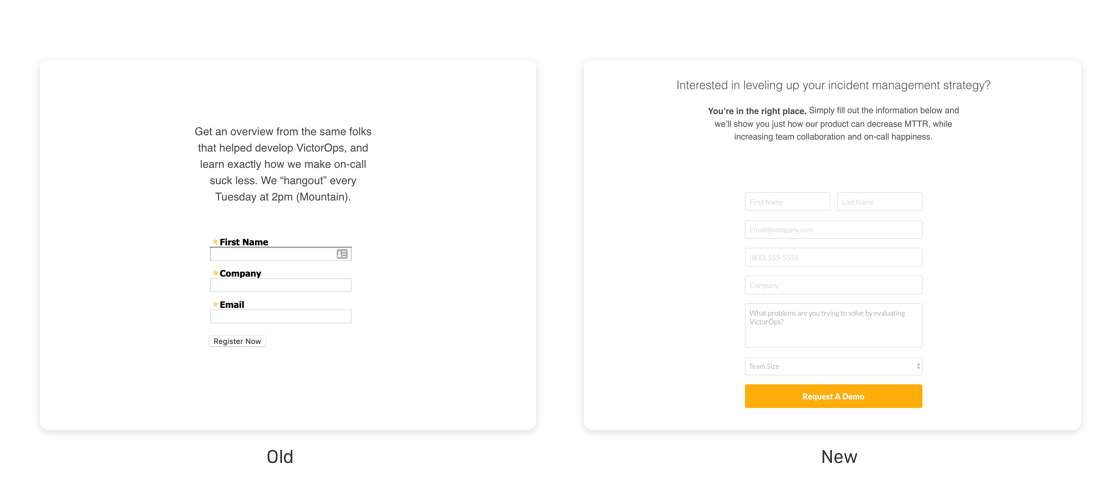 Get an overview from the same folks
that helped develop VictorOps, and
learn exactly how we make on-call
suck less. We “hangout” every
Tuesday at 2pm (Mountain).
* First Name
* Company
* Email
Register Now
Old
Interested in leveling up your incident management strategy?
You’re in the right place. Simply fill out the information below and
we’ll show you just how our product can decrease MTTR, while
increasing team collaboration and on-call happiness.
First Name
Last Name
Email@company.com
(800) 555-5555
Company
What problems are you trying to solve by evaluating
VictorOps?
Team Size
Request A Demo
New